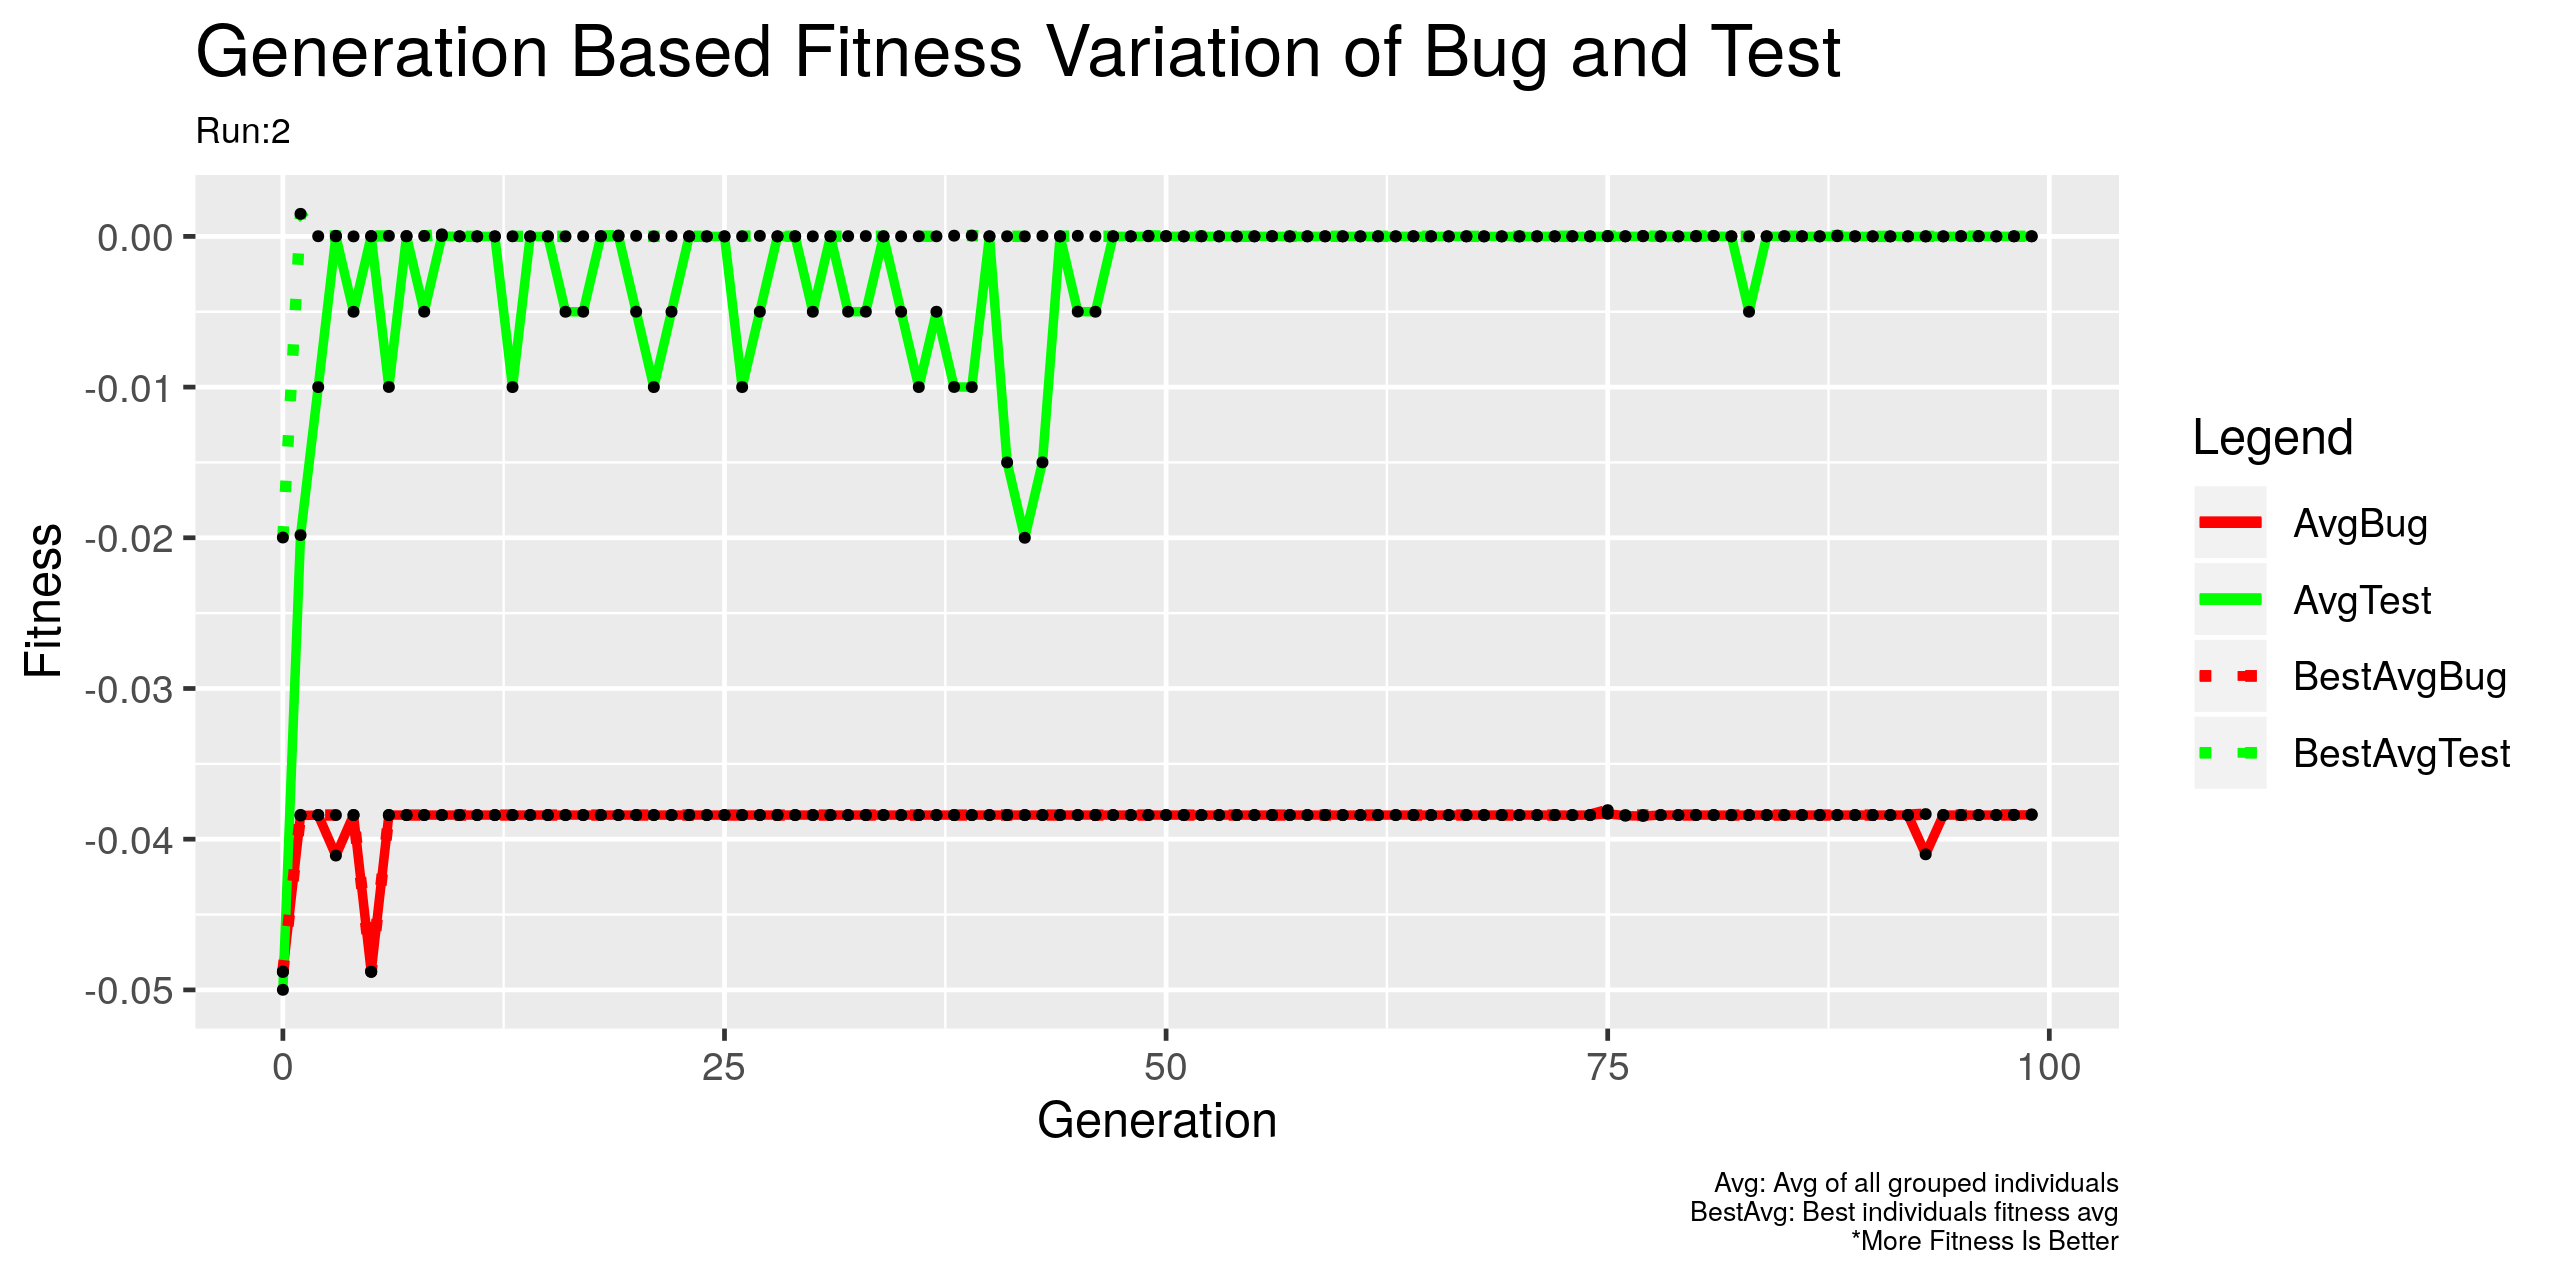 Generation Based Fitness Variation of Bug and Test
Run:2
Fitness
0.00
-0.01
-0.02
-0.03
-0.04
-0.05
0
25
50
75
100
Generation
Legend
AvgBug
AvgTest
BestAvgBug
BestAvgTest
Avg: Avg of all grouped individuals
BestAvg: Best individuals fitness avg
*More Fitness Is Better